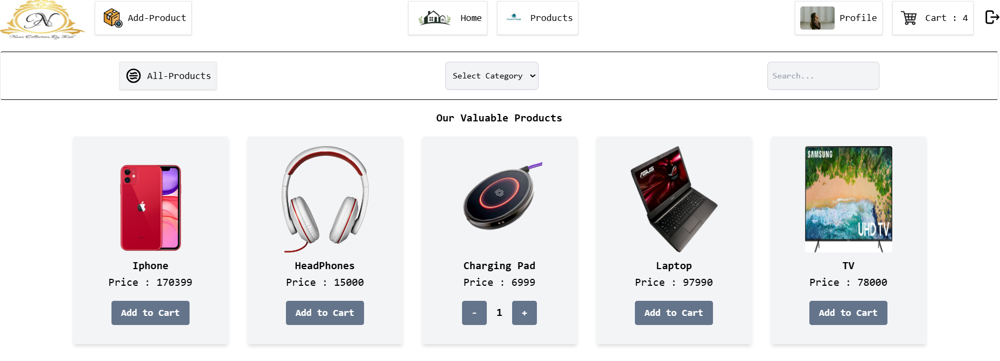 AN
Add-Product
Home
Products
Profile
Cart : 4
All-Products
Select Category
Search...
Our Valuable Products
Iphone
Price : 170399
Add to Cart
HeadPhones
Price : 15000
Add to Cart
Charging Pad
Price : 6999
- 1 +
ASUS
Laptop
Price : 97990
Add to Cart
SAMSUNG
UHD TV
TV
Price : 78000
Add to Cart